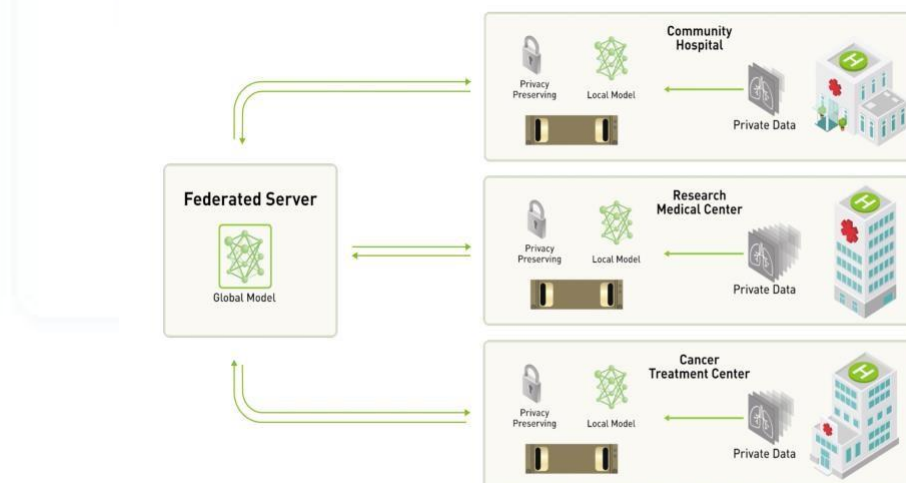 Community
Hospital
Privacy
Preserving
Local Model
Private Data
H
Federated Server
Global Model
Research
Medical Center
Privacy
Preserving
Local Model
Private Data
H
Cancer
Treatment Center
Privacy
Preserving
Local Model
Private Data
H